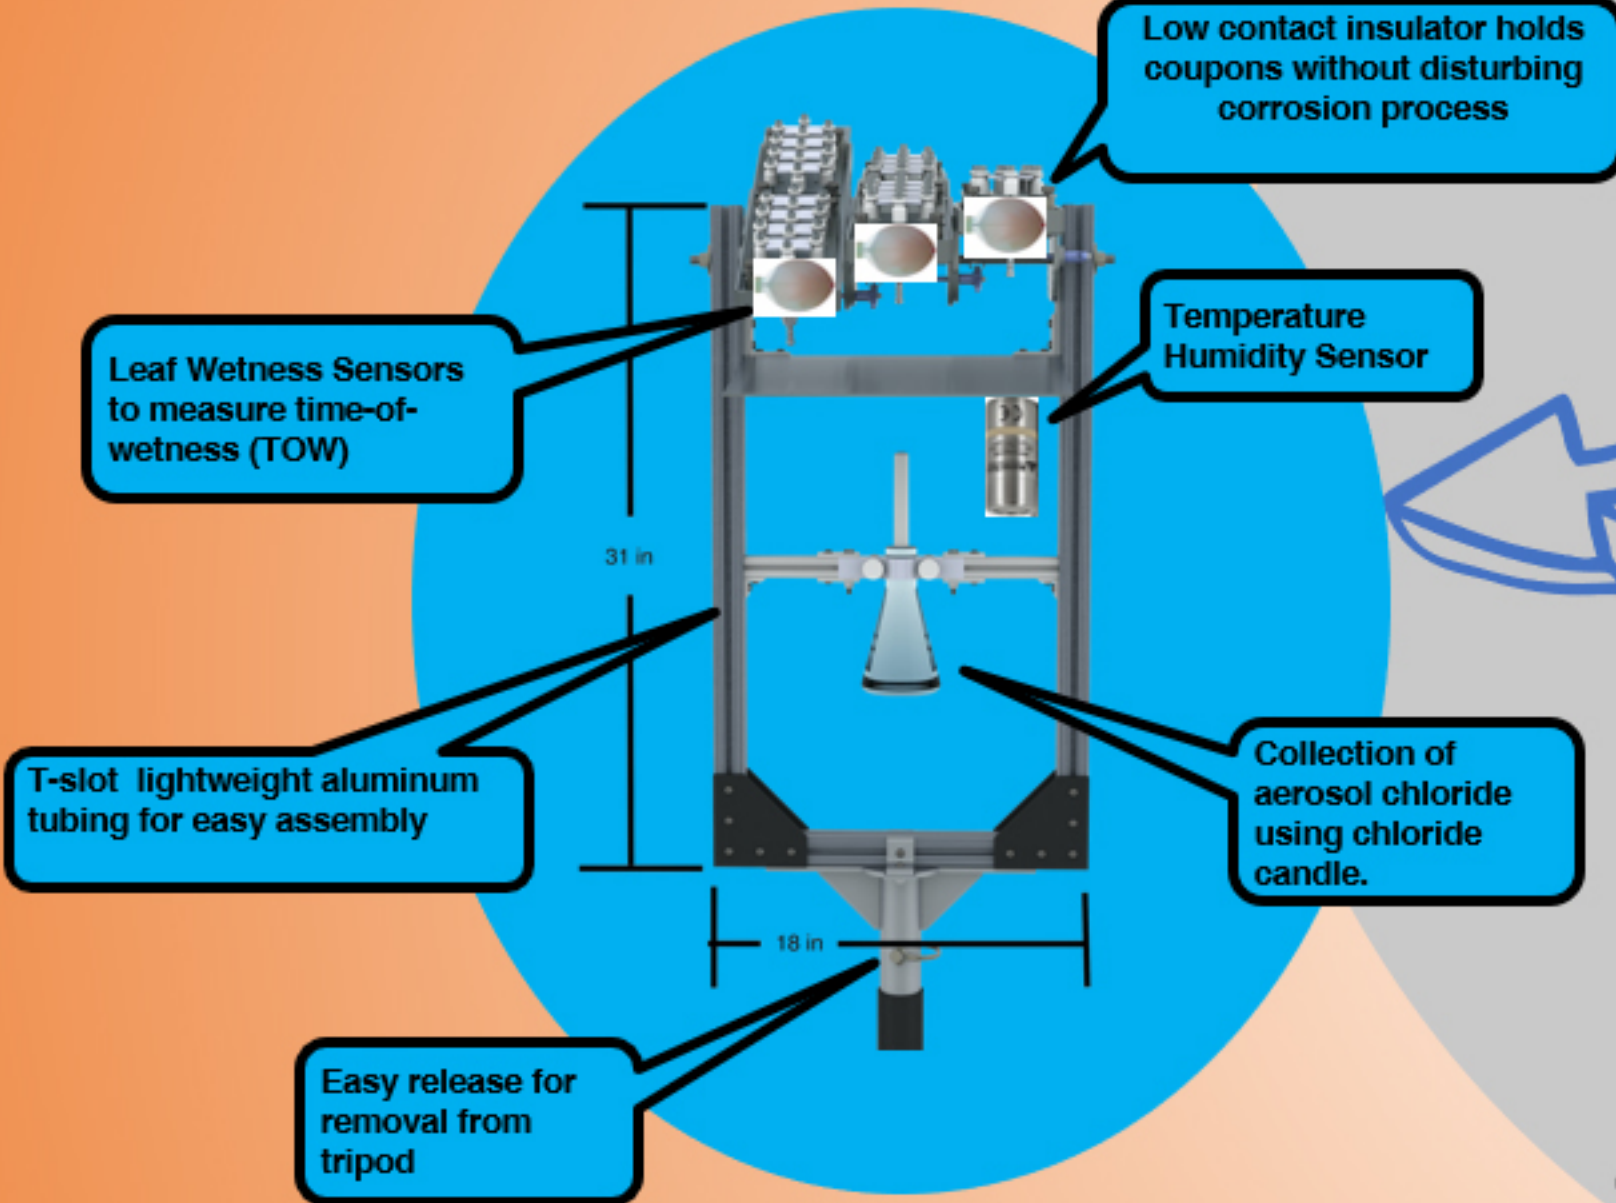 Low contact insulator holds
coupons without disturbing
corrosion process
Temperature
Humidity Sensor
Leaf Wetness Sensors
to measure time-of-
wetness (TOW)
31 in
T-slot lightweight aluminum
tubing for easy assembly
Collection of
aerosol chloride
using chloride
candle.
18 in
Easy release for
removal from
tripod